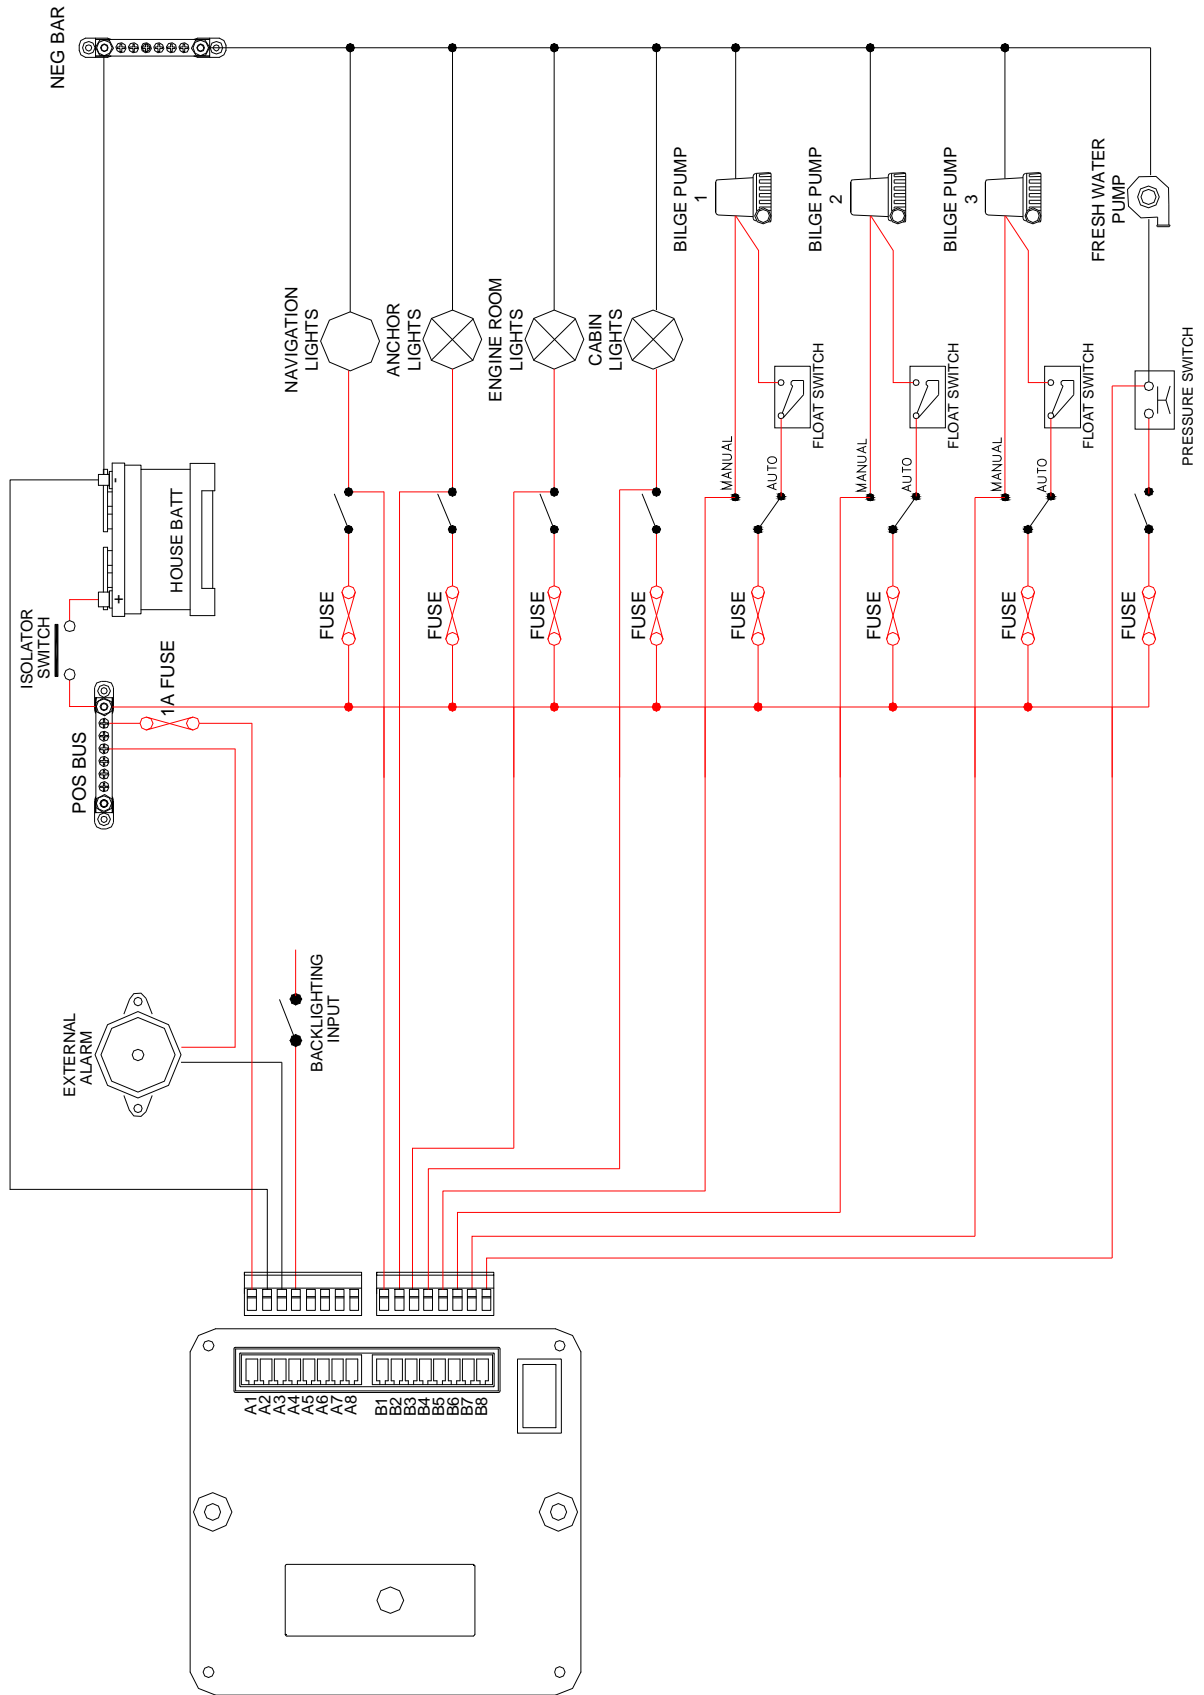 NEG BAR
HOUSE BATT
+
-
ISOLATOR
SWITCH
1A FUSE
POS BUS
EXTERNAL
ALARM
BACKLIGHTING
INPUT
NAVIGATION
LIGHTS
ANCHOR
LIGHTS
ENGINE ROOM
LIGHTS
CABIN
LIGHTS
BILGE PUMP
1
BILGE PUMP
2
BILGE PUMP
3
FRESH WATER
PUMP
FLOAT SWITCH
FLOAT SWITCH
FLOAT SWITCH
PRESSURE SWITCH
MANUAL
AUTO
MANUAL
AUTO
MANUAL
AUTO
FUSE
FUSE
FUSE
FUSE
FUSE
FUSE
FUSE
FUSE
A1
A2
A3
A4
A5
A6
A7
A8
B1
B2
B3
B4
B5
B6
B7
B8